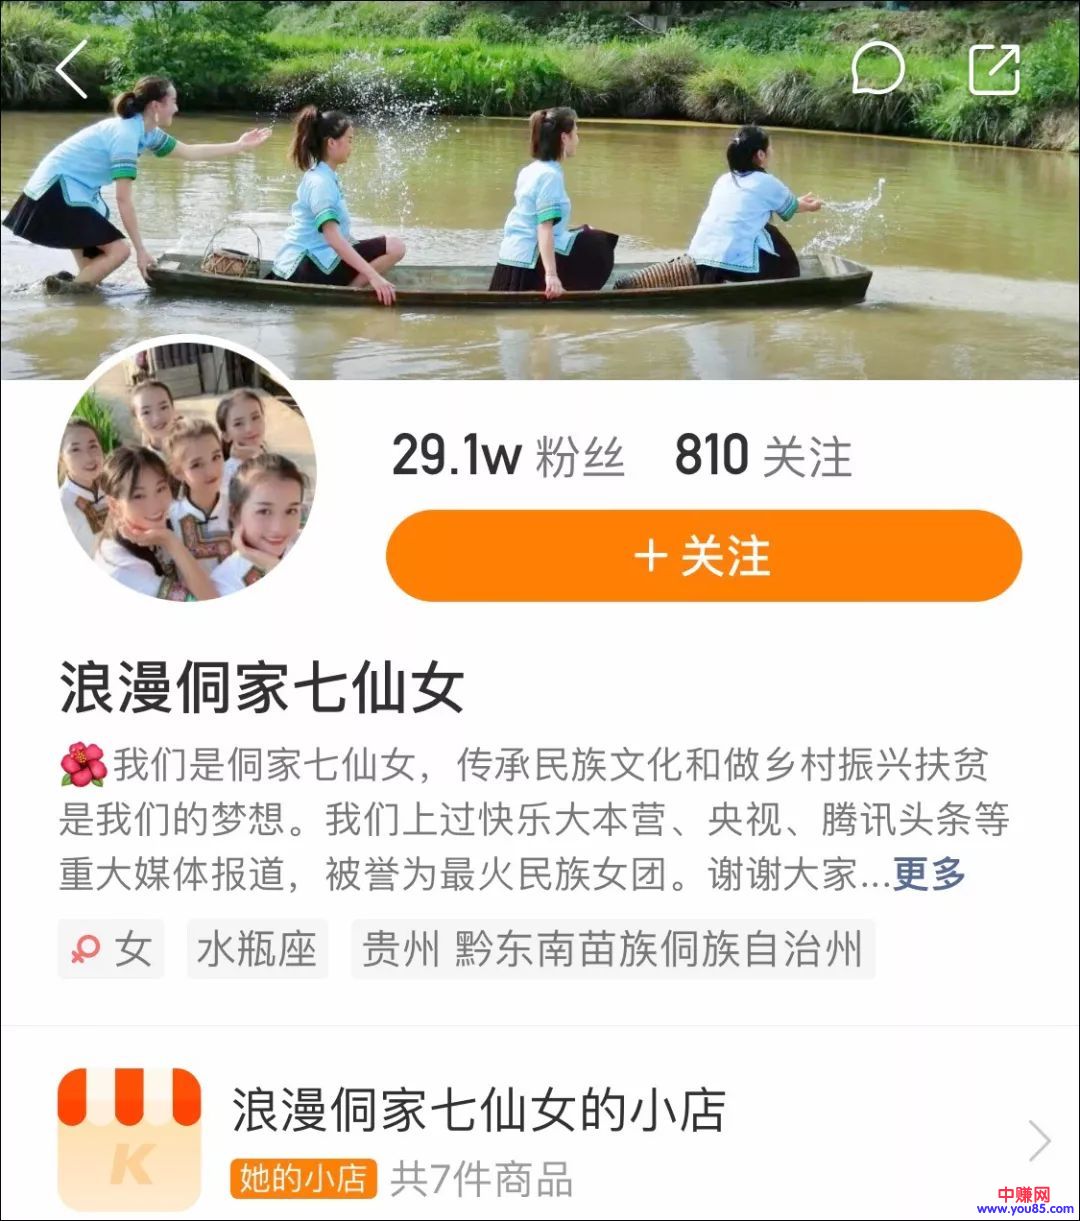 29.1w 粉丝 810 关注
+ 关注
浪漫侗家七仙女
🌺我们是侗家七仙女，传承民族文化和做乡村振兴扶贫
是我们的梦想。我们上过快乐大本营、央视、腾讯头条等
重大媒体报道，被誉为最火民族女团。谢谢大家...更多
女 水瓶座 贵州 黔东南苗族侗族自治州
浪漫侗家七仙女的小店
K
她的小店 共7件商品
中赚网
www.you85.com